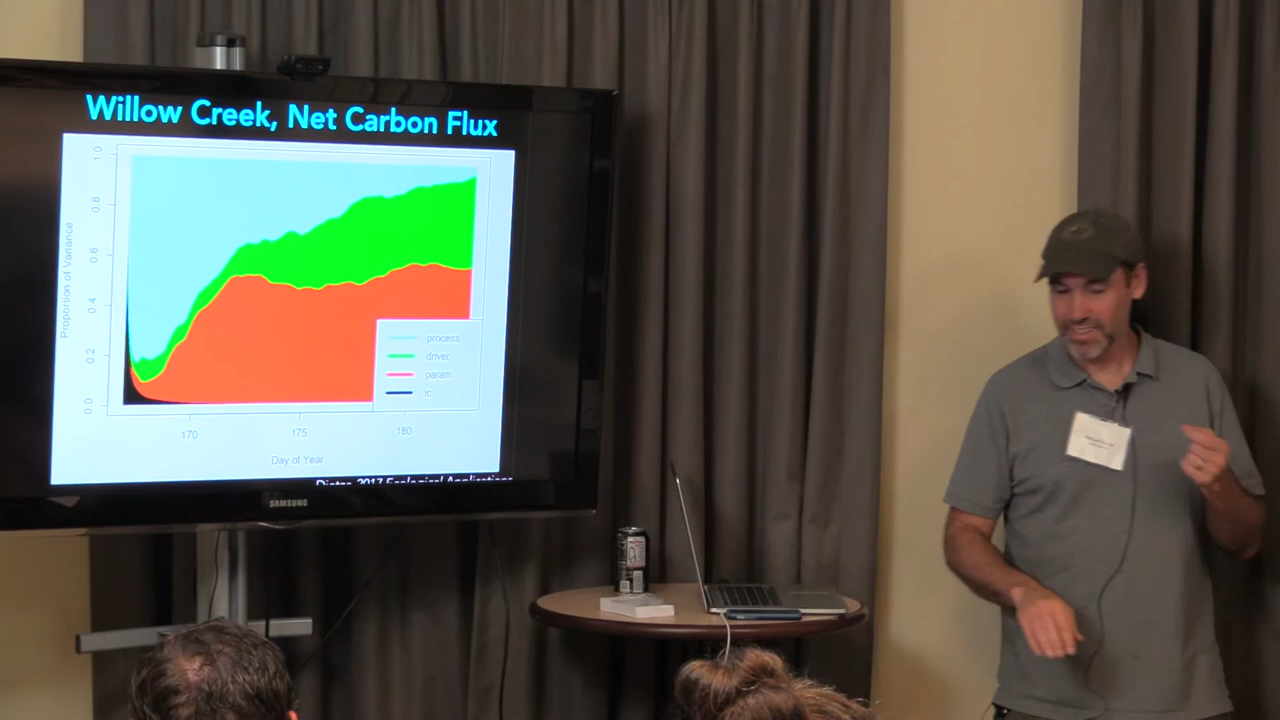 Willow Creek, Net Carbon Flux
1.0
0.8
0.6
0.4
0.2
0.0
Proportion of Variance
process
driver
param
ic
170 175 180
Day of Year
Dietze 2017 Ecological Applications
SAMSUNG